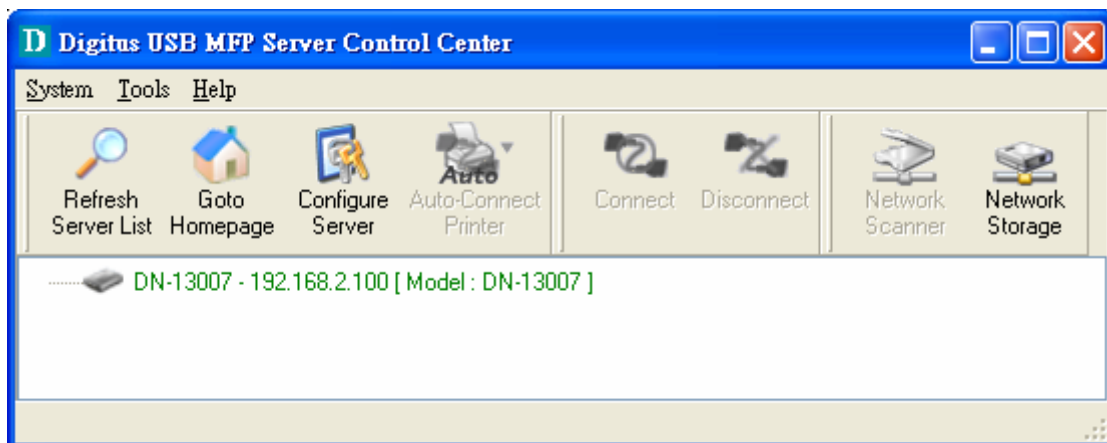 D Digitus USB MFP Server Control Center
System Tools Help
Auto
Refresh Server List
Goto Homepage
Configure Server
Auto-Connect Printer
Connect
Disconnect
Network Scanner
Network Storage
DN-13007 - 192.168.2.100 [ Model : DN-13007 ]